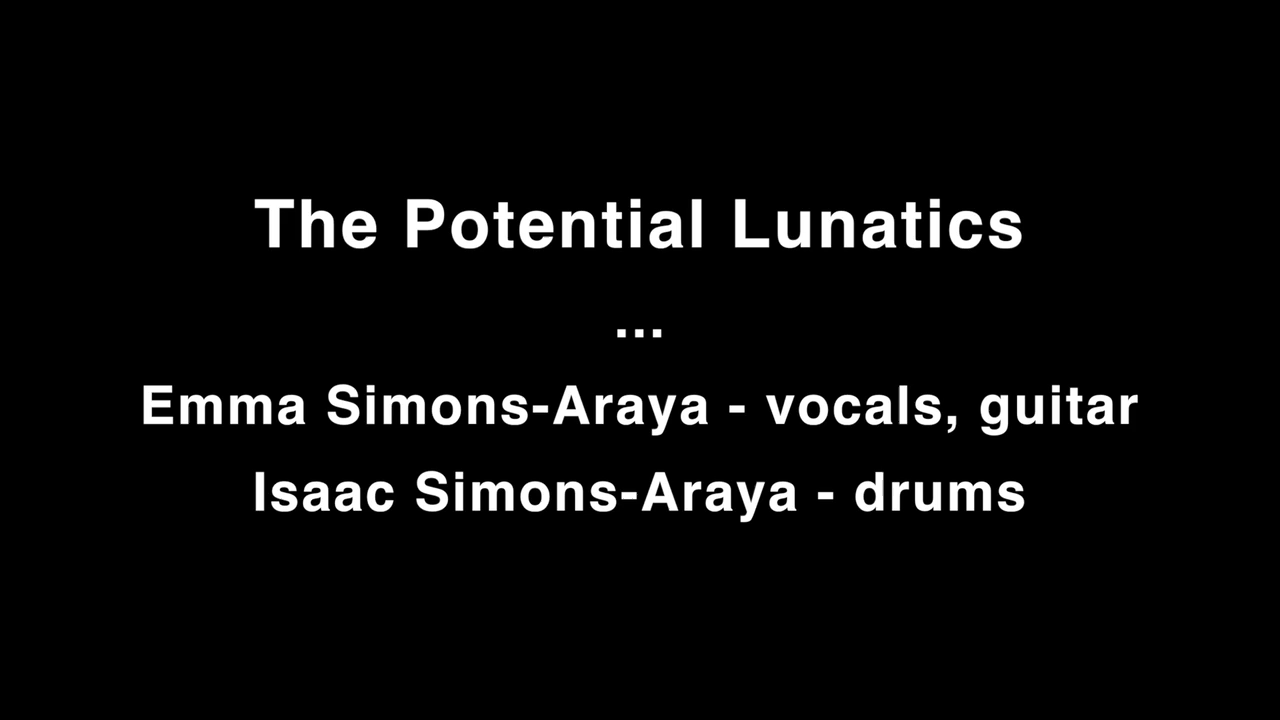 The Potential Lunatics
...
Emma Simons-Araya - vocals, guitar
Isaac Simons-Araya - drums